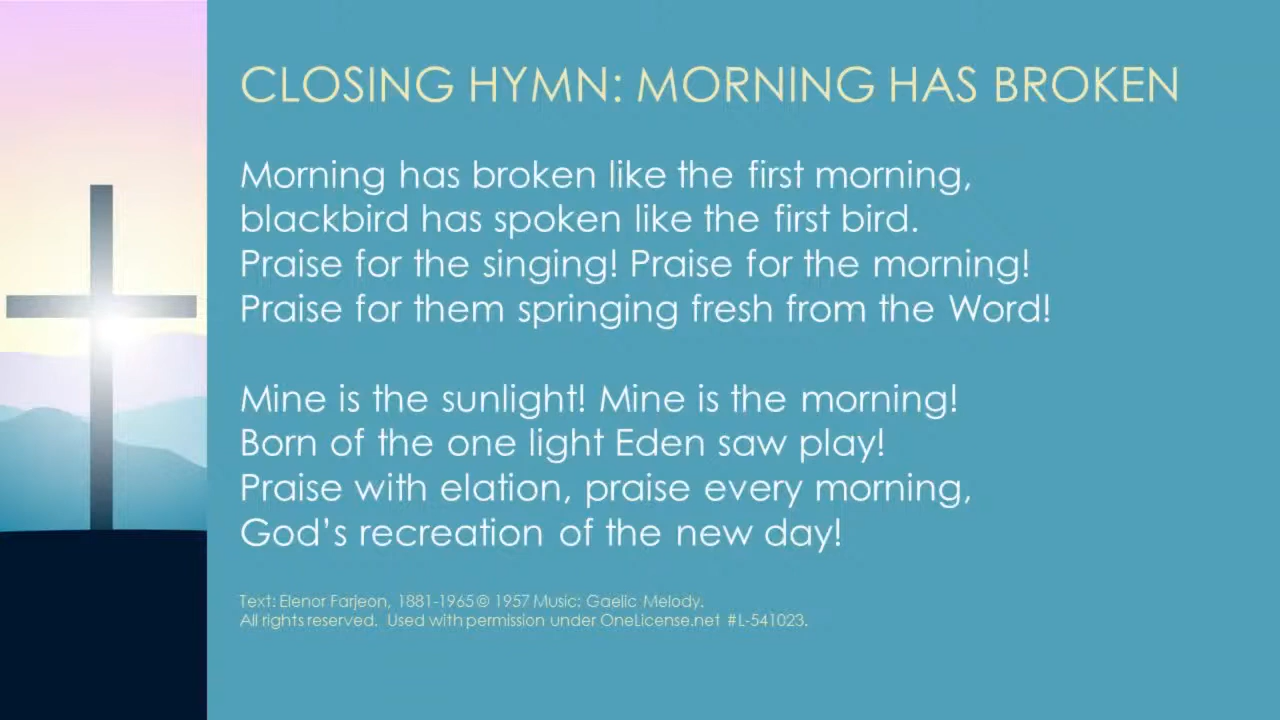 CLOSING HYMN: MORNING HAS BROKEN
Morning has broken like the first morning,
blackbird has spoken like the first bird.
Praise for the singing! Praise for the morning!
Praise for them springing fresh from the Word!
Mine is the sunlight! Mine is the morning!
Born of the one light Eden saw play!
Praise with elation, praise every morning,
God’s recreation of the new day!
Text: Elenor Farjeon, 1881-1965 © 1957 Music: Gaelic Melody.
All rights reserved. Used with permission under OneLicense.net #L-541023.